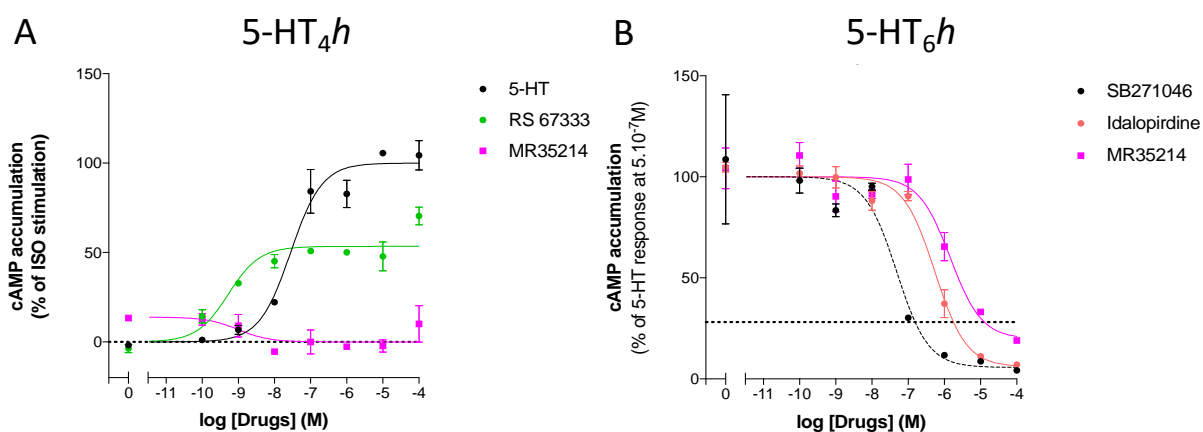 A
5-HT4h
cAMP accumulation
(% of ISO stimulation)
150
100
50
0
0
-11
-10
-9
-8
-7
-6
-5
-4
log [Drugs] (M)
5-HT
RS 67333
MR35214
B
5-HT6h
cAMP accumulation
(% of 5-HT response at 5.10-7M)
150
100
50
0
0
-11
-10
-9
-8
-7
-6
-5
-4
log [Drugs] (M)
SB271046
Idalopirdine
MR35214